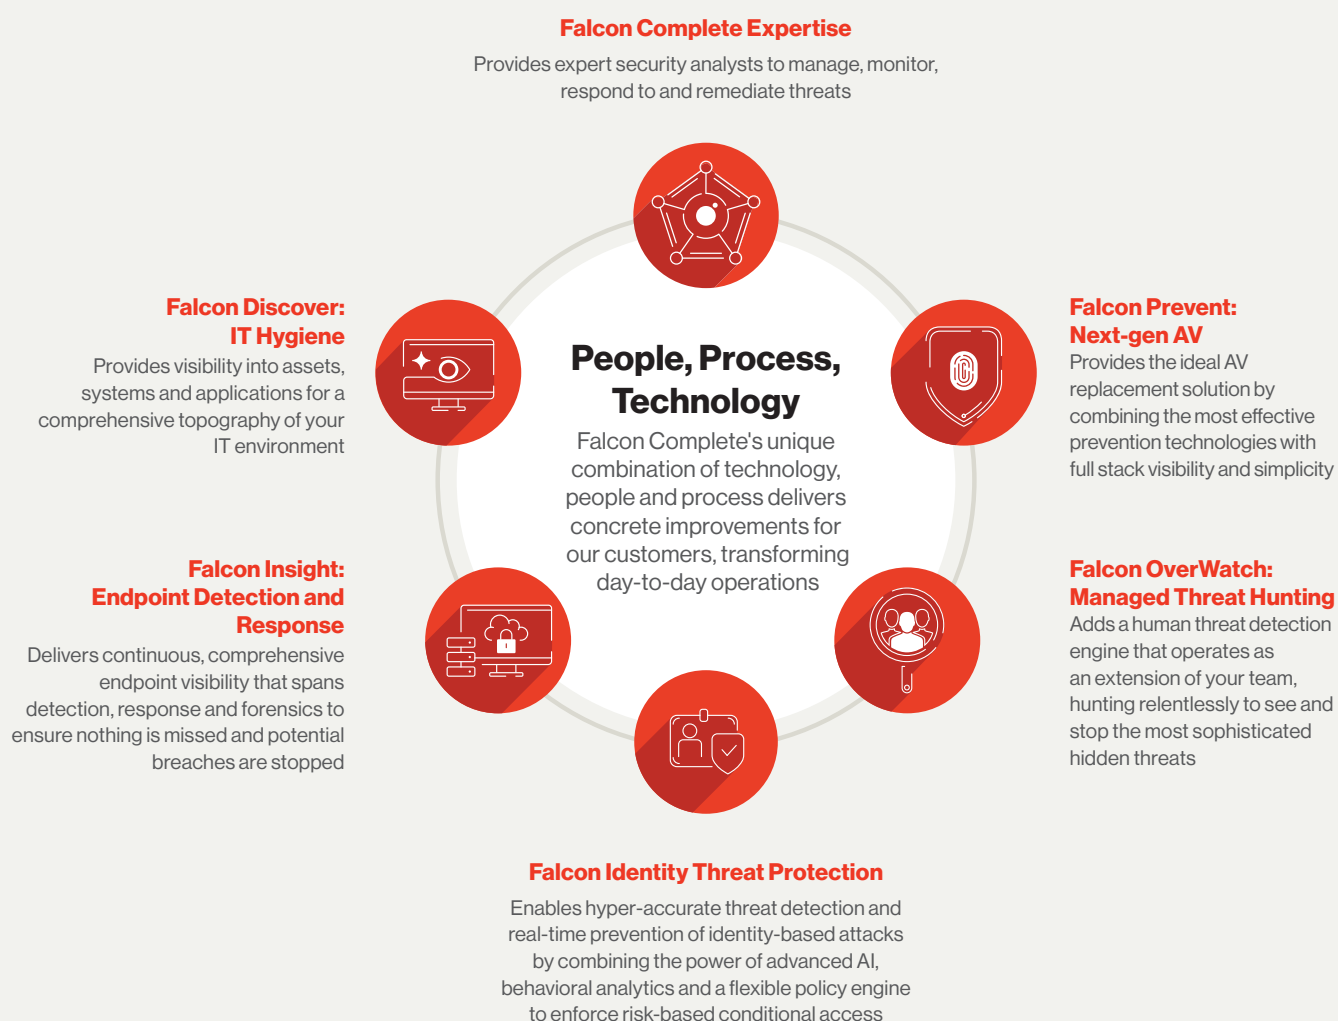 Falcon Complete Expertise
Provides expert security analysts to manage, monitor,
respond to and remediate threats
Falcon Discover:
IT Hygiene
Provides visibility into assets,
systems and applications for a
comprehensive topography of your
IT environment
People, Process,
Technology
Falcon Complete's unique
combination of technology,
people and process delivers
concrete improvements for
our customers, transforming
day-to-day operations
Falcon Prevent:
Next-gen AV
Provides the ideal AV
replacement solution by
combining the most effective
prevention technologies with
full stack visibility and simplicity
Falcon Insight:
Endpoint Detection and
Response
Delivers continuous, comprehensive
endpoint visibility that spans
detection, response and forensics to
ensure nothing is missed and potential
breaches are stopped
Falcon OverWatch:
Managed Threat Hunting
Adds a human threat detection
engine that operates as
an extension of your team,
hunting relentlessly to see and
stop the most sophisticated
hidden threats
Falcon Identity Threat Protection
Enables hyper-accurate threat detection and
real-time prevention of identity-based attacks
by combining the power of advanced AI,
behavioral analytics and a flexible policy engine
to enforce risk-based conditional access